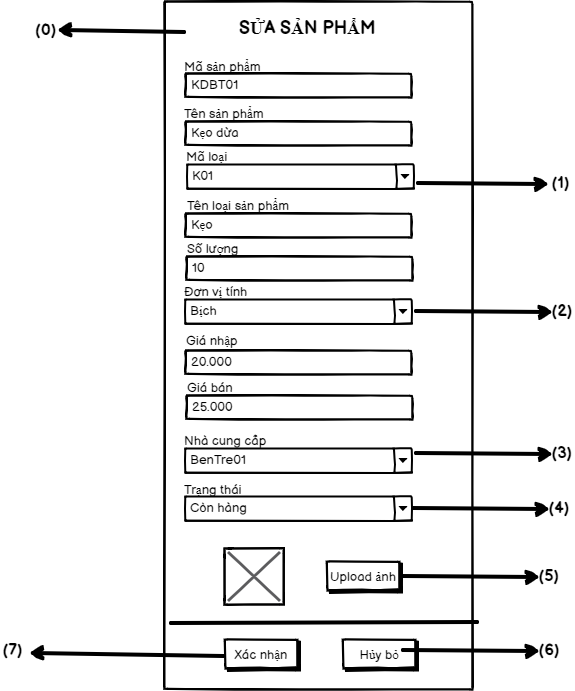 (0)
SỬA SẢN PHẨM
Mã sản phẩm
KDBT01
Tên sản phẩm
Kẹo dừa
Mã loại
K01
(1)
Tên loại sản phẩm
Kẹo
Số lượng
10
Đơn vị tính
Bịch
(2)
Giá nhập
20.000
Giá bán
25.000
Nhà cung cấp
BenTre01
(3)
Trạng thái
Còn hàng
(4)
Upload ảnh
(5)
(7)
Xác nhận
Hủy bỏ
(6)